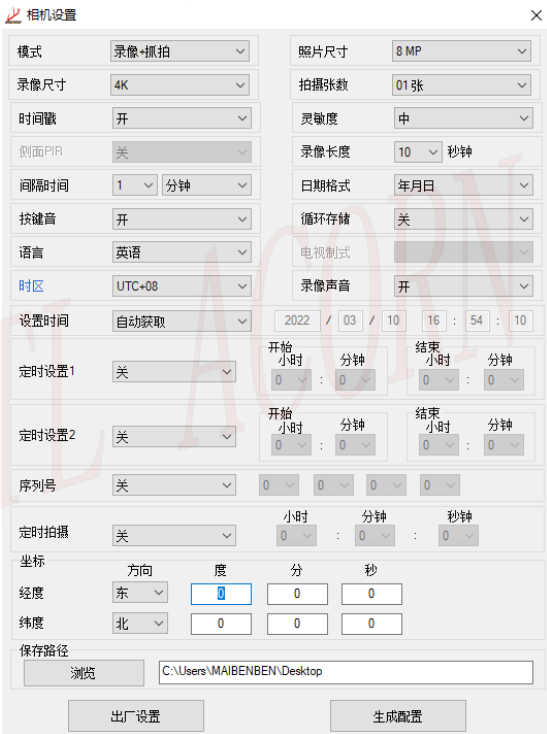 相机设置
模式 录像+抓拍 照片尺寸 8 MP
录像尺寸 4K 拍摄张数 01 张
时间戳 开 灵敏度 中
侧面PIR 关 录像长度 10 秒钟
间隔时间 1 分钟 日期格式 年月日
按键音 开 循环存储 关
语言 英语 电视制式
时区 UTC+08 录像声音 开
设置时间 自动获取 2022 / 03 / 10 16 : 54 : 10
开始 结束
小时 分钟 小时 分钟
定时设置1 关 0 : 0 0 : 0
开始 结束
小时 分钟 小时 分钟
定时设置2 关 0 : 0 0 : 0
序列号 关 0 0 0 0
小时 分钟 秒钟
定时拍摄 关 0 : 0 : 0
坐标
方向 度 分 秒
经度 东 0 0 0
纬度 北 0 0 0
保存路径
浏览 C:\Users\MAIBENBEN\Desktop
出厂设置 生成配置
TL ACORN